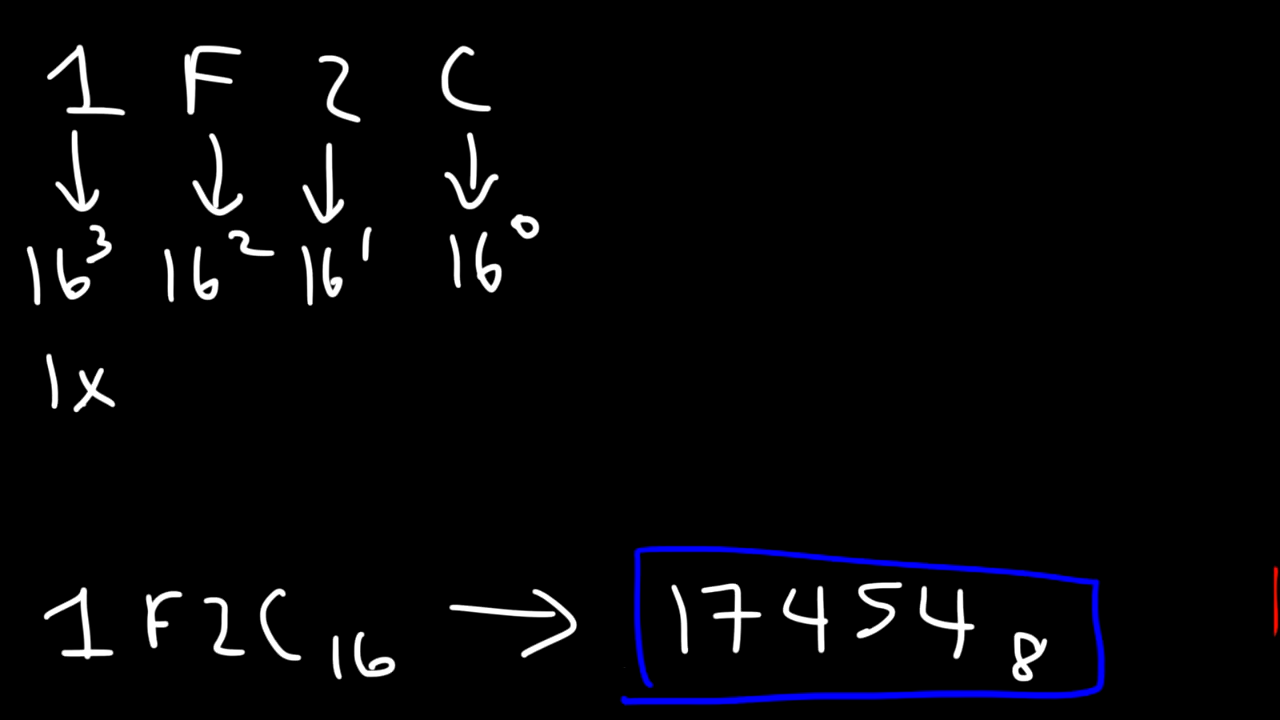 1 F 2 C
↓ ↓ ↓ ↓
16³ 16² 16¹ 16⁰
1x
1F2C₁₆ → 17454₈